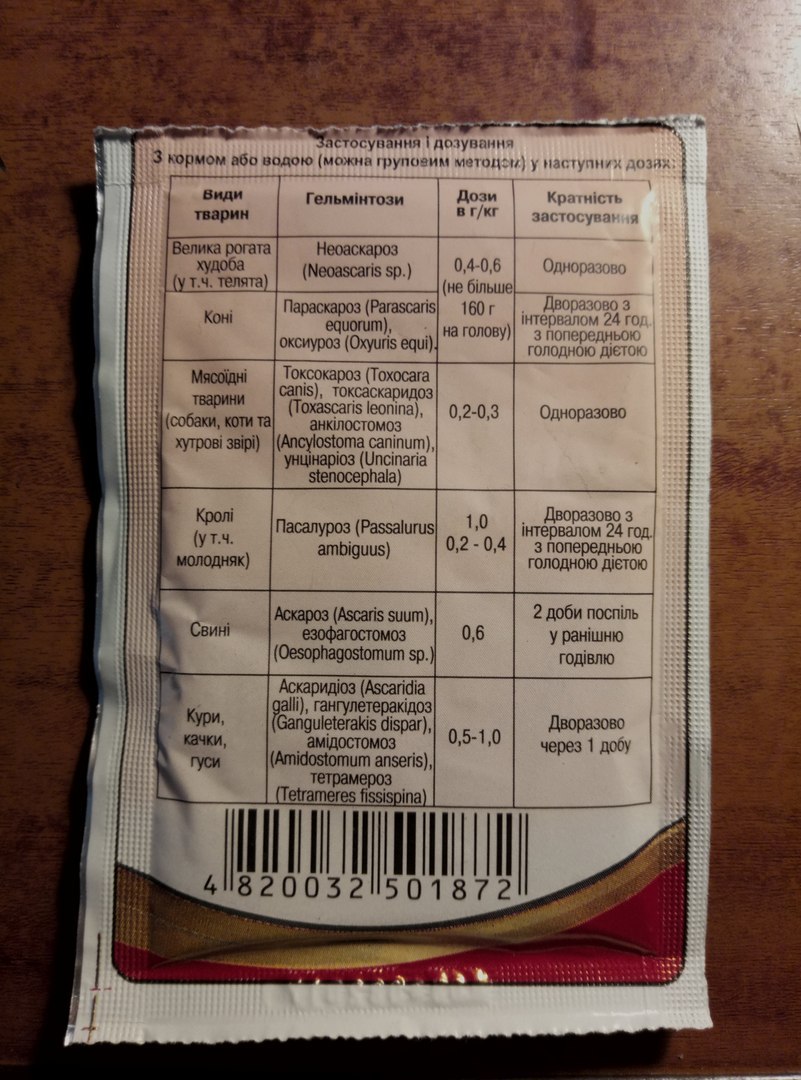 Застосування і дозування
З кормом або водою (можна груповим методом) у наступних дозах:
Види
тварин
Гельмінтози
Дози
в г/кг
Кратність
застосування
Велика рогата
худоба
(у т.ч. телята)
Неоаскароз
(Neoascaris sp.)
0,4-0,6
(не більше
160 г
на голову)
Одноразово
Коні
Параскароз (Parascaris
equorum),
оксиуроз (Oxyuris equi).
Дворазово з
інтервалом 24 год.
з попередньою
голодною дієтою
Мясоїдні
тварини
(собаки, коти та
хутрові звірі)
Токсокароз (Toxocara
canis), токсаскаридоз
(Toxascaris leonina),
анкілостомоз
(Ancylostoma caninum),
унцінаріоз (Uncinaria
stenocephala)
0,2-0,3
Одноразово
Кролі
(у т.ч.
молодняк)
Пасалуроз (Passalurus
ambiguus)
1,0
0,2 - 0,4
Дворазово з
інтервалом 24 год.
з попередньою
голодною дієтою
Свині
Аскароз (Ascaris suum),
езофагостомоз
(Oesophagostomum sp.)
0,6
2 доби поспіль
у ранішню
годівлю
Кури,
качки,
гуси
Аскаридіоз (Ascaridia
galli), гангулетеракідоз
(Ganguleterakis dispar),
амідостомоз
(Amidostomum anseris),
тетрамероз
(Tetrameres fissispina)
0,5-1,0
Дворазово
через 1 добу
4 820032 501872